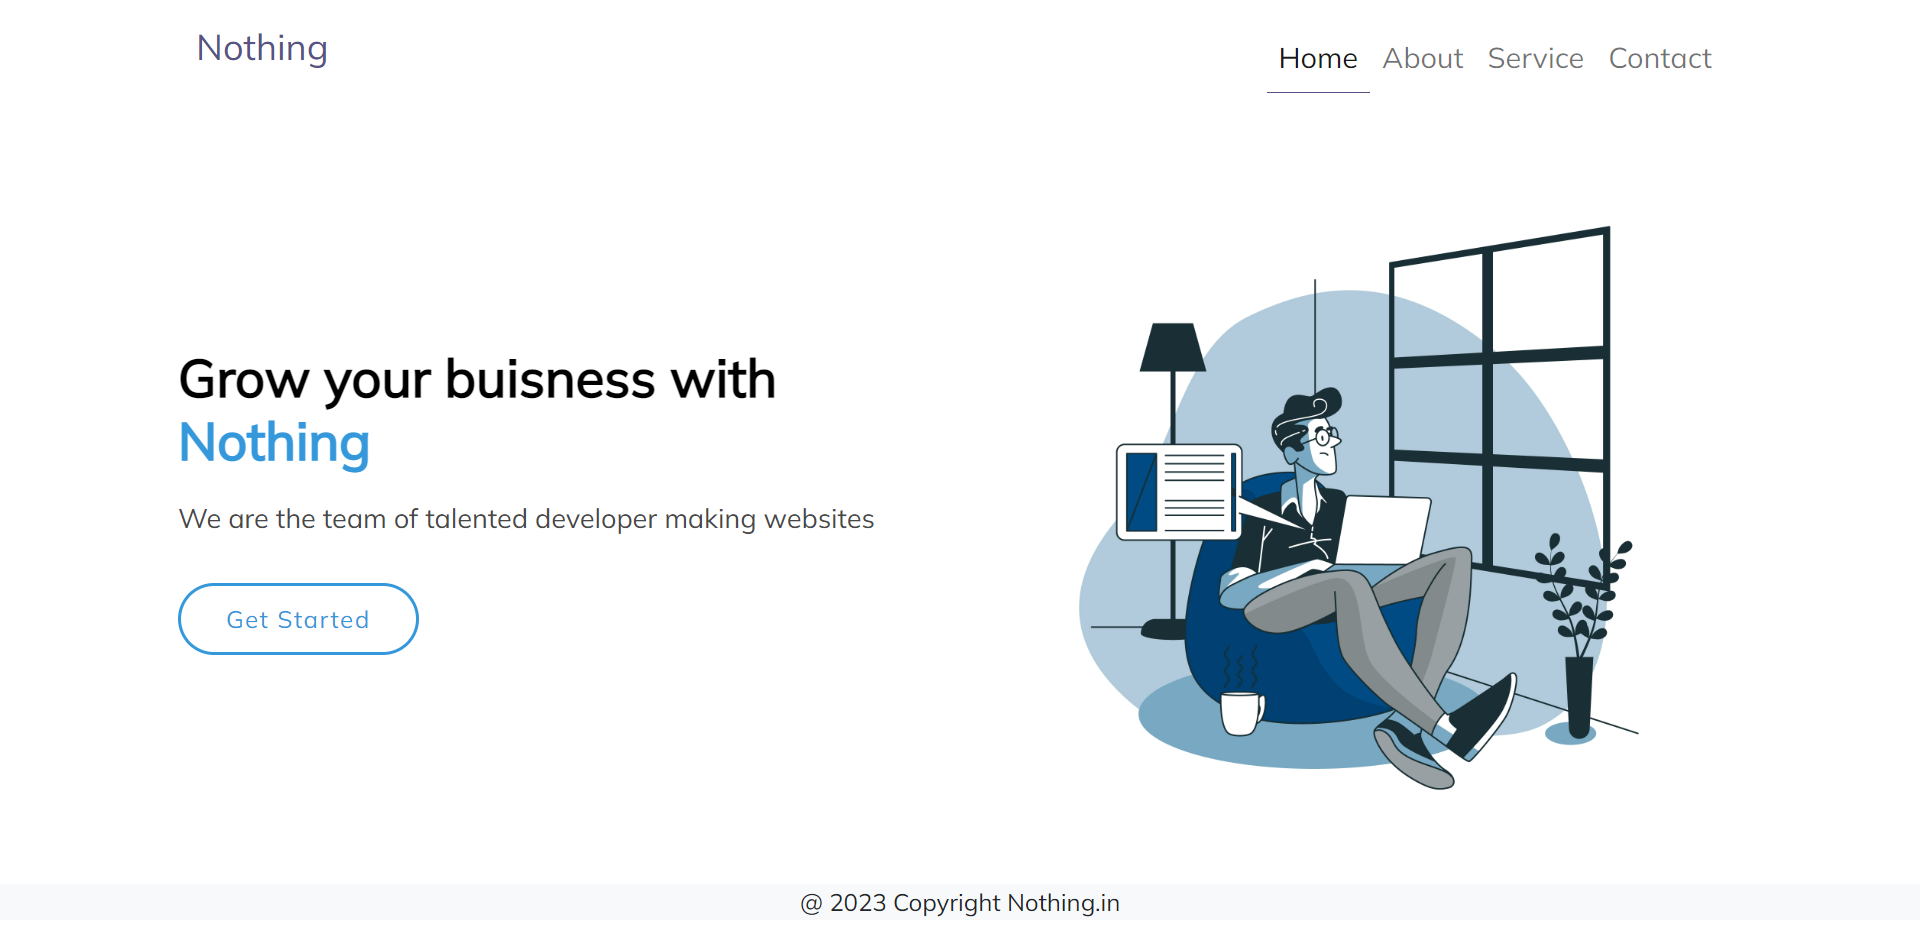 Nothing
Home About Service Contact
Grow your buisness with
Nothing
We are the team of talented developer making websites
Get Started
@ 2023 Copyright Nothing.in